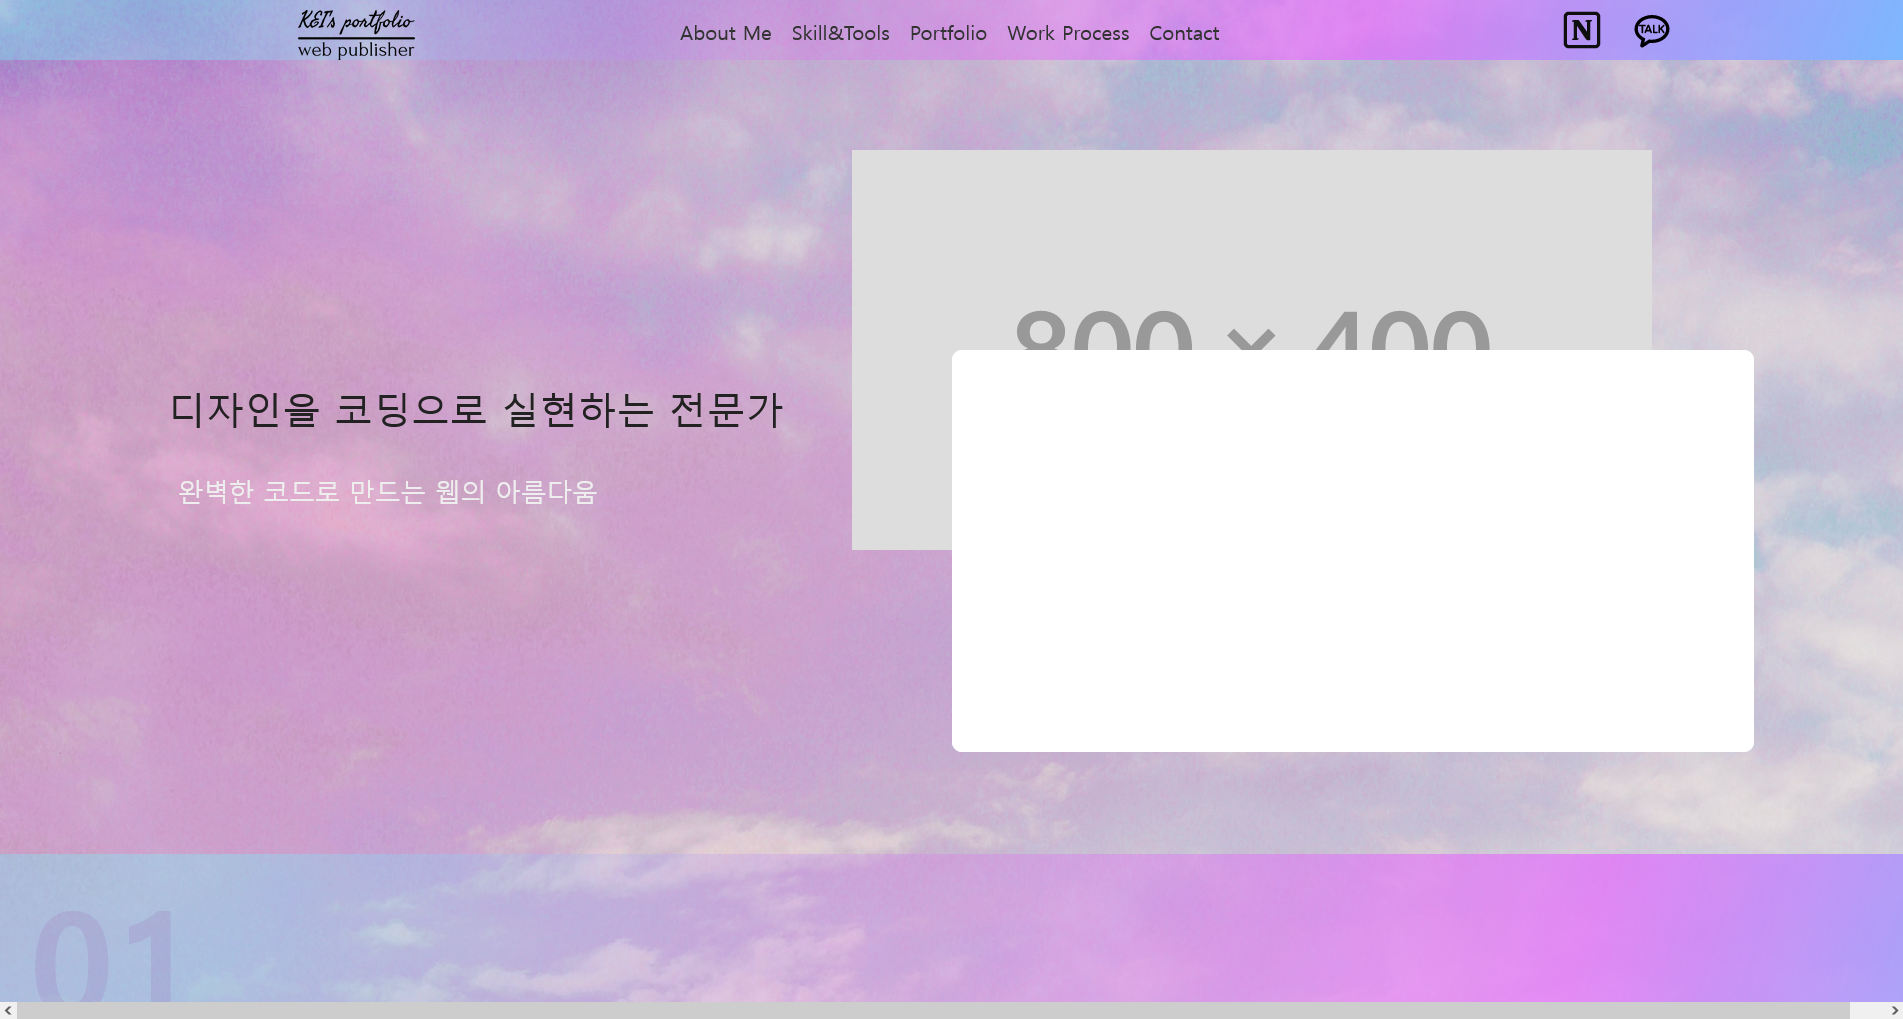 KET's portfolio
web publisher
About Me Skill&Tools Portfolio Work Process Contact
N
TALK
800 × 400
디자인을 코딩으로 실현하는 전문가
완벽한 코드로 만드는 웹의 아름다움
01